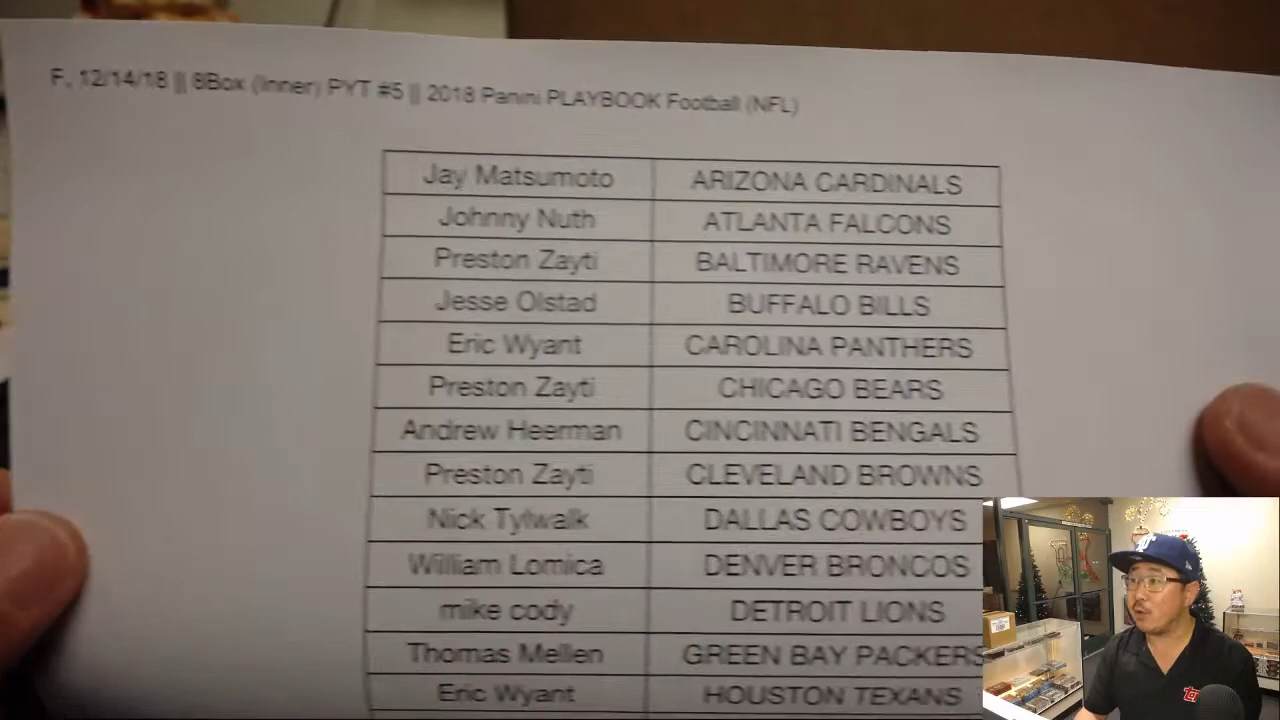 F, 12/14/18 || 8Box (Inner) PYT #5 || 2018 Panini PLAYBOOK Football (NFL)
Jay Matsumoto ARIZONA CARDINALS
Johnny Nuth ATLANTA FALCONS
Preston Zayti BALTIMORE RAVENS
Jesse Olstad BUFFALO BILLS
Eric Wyant CAROLINA PANTHERS
Preston Zayti CHICAGO BEARS
Andrew Heerman CINCINNATI BENGALS
Preston Zayti CLEVELAND BROWNS
Nick Tylwalk DALLAS COWBOYS
William Lomica DENVER BRONCOS
mike cody DETROIT LIONS
Thomas Mellen GREEN BAY PACKERS
Eric Wyant HOUSTON TEXANS